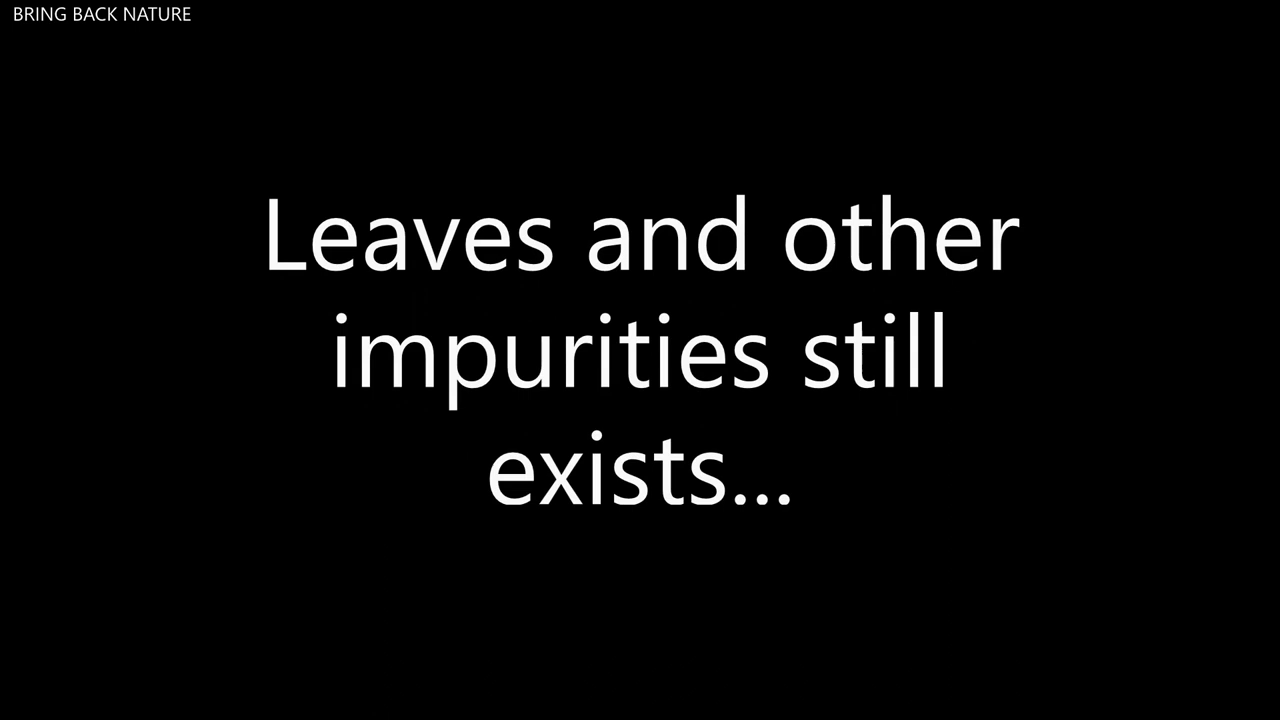 BRING BACK NATURE
Leaves and other
impurities still
exists...